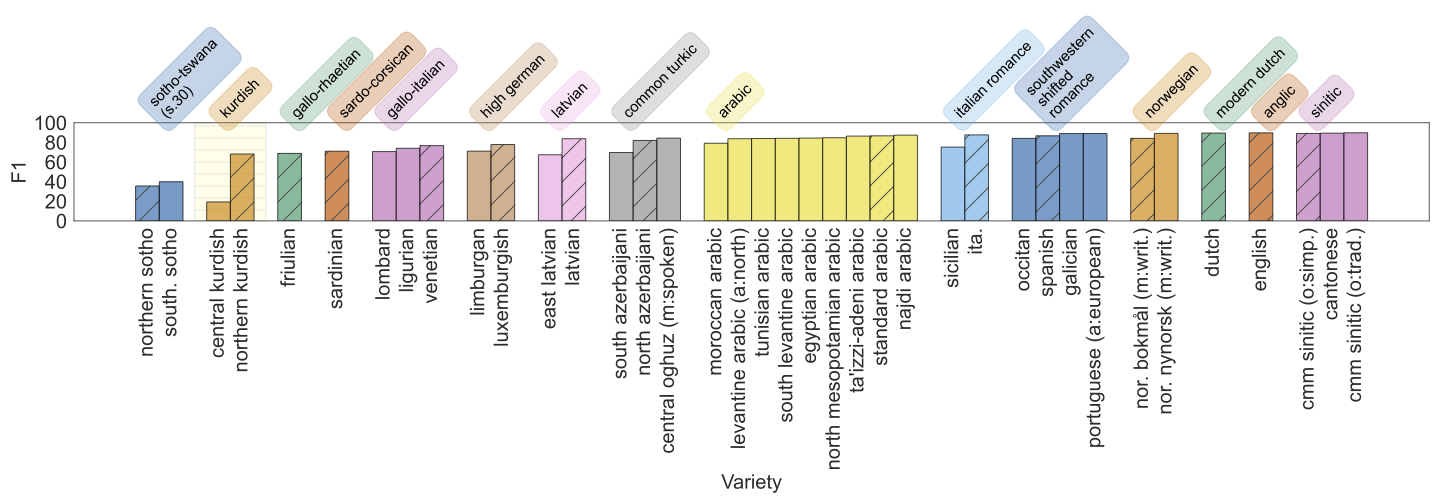 sotho-tswana
(s.30)
kurdish
gallo-rhaetian
sardo-corsican
gallo-italian
high german
latvian
common turkic
arabic
italian romance
southwestern
shifted
romance
norwegian
modern dutch
anglic
sinitic
F1
100
80
60
40
20
0
northern sotho
south. sotho
central kurdish
northern kurdish
friulian
sardinian
lombard
ligurian
venetian
limburgan
luxemburgish
east latvian
latvian
south azerbaijani
north azerbaijani
central oghuz (m:spoken)
moroccan arabic
levantine arabic (a:north)
tunisian arabic
south levantine arabic
egyptian arabic
north mesopotamian arabic
ta'izzi-adeni arabic
standard arabic
najdi arabic
sicilian
ita.
occitan
spanish
galician
portuguese (a:european)
nor. bokmål (m:writ.)
nor. nynorsk (m:writ.)
dutch
english
cmm sinitic (o:simp.)
cantonese
cmm sinitic (o:trad.)
Variety